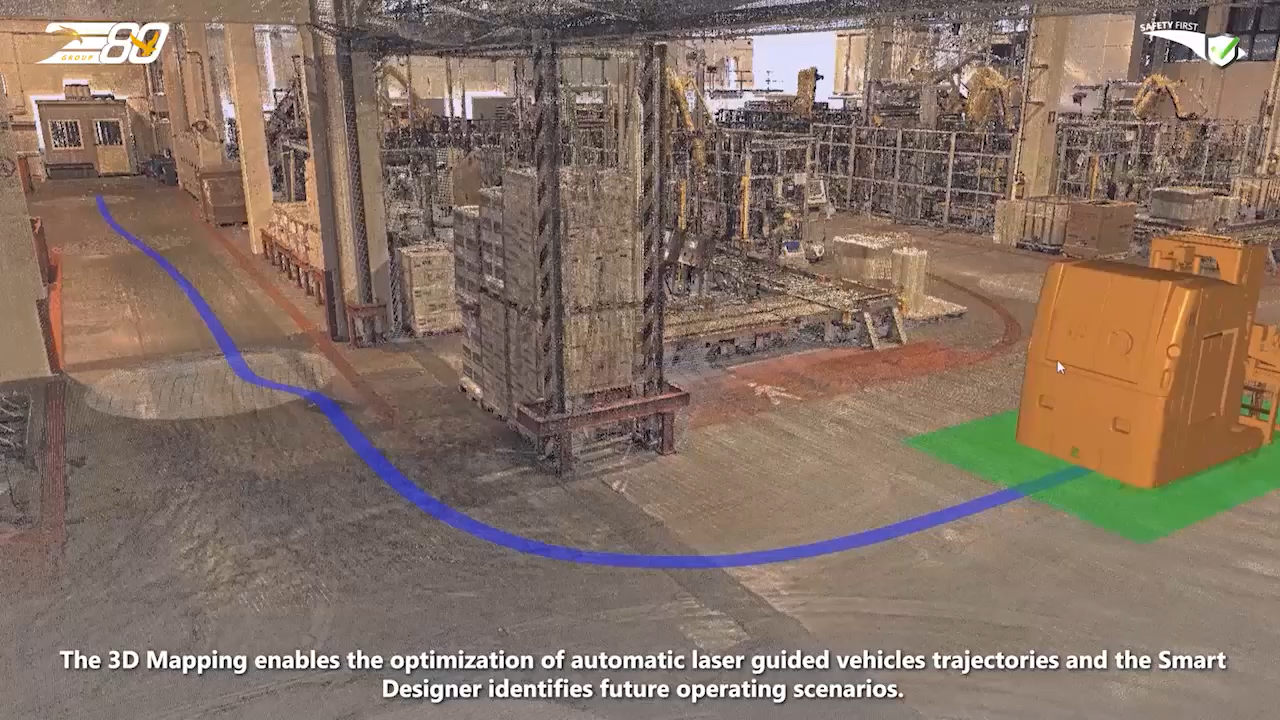 E80
GROUP
SAFETY FIRST
The 3D Mapping enables the optimization of automatic laser guided vehicles trajectories and the Smart
Designer identifies future operating scenarios.